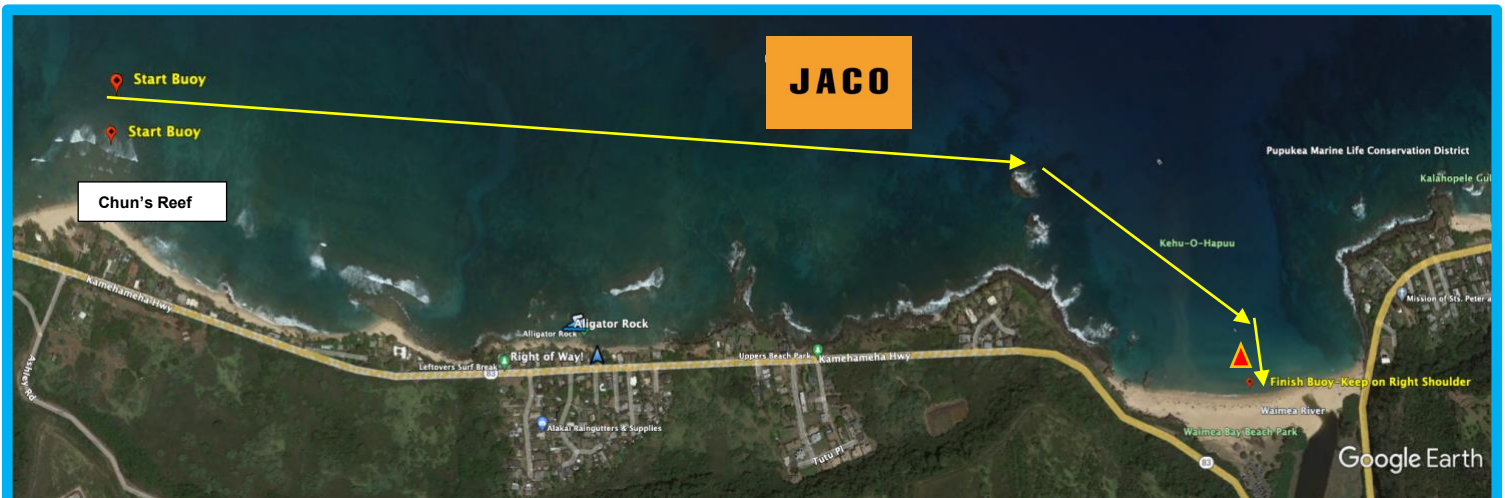 Start Buoy
JACO
Start Buoy
Pupukea Marine Life Conservation District
Kalahopele Gul
Chun's Reef
Kehu-O-Hapuu
Kamehameha Hwy
Mission of Sts. Peter a
Aligator Rock
Alligator Rock
Right of Way!
Uppers Beach Park
Kamehameha Hwy
Leftovers Surf Break
83
Ashley Rd
Finish Buoy-Keep on Right Shoulder
Waimea River
Alakai Raingutters & Supplies
Waimea Bay Beach Park
Tutu Pl
83
Google Earth